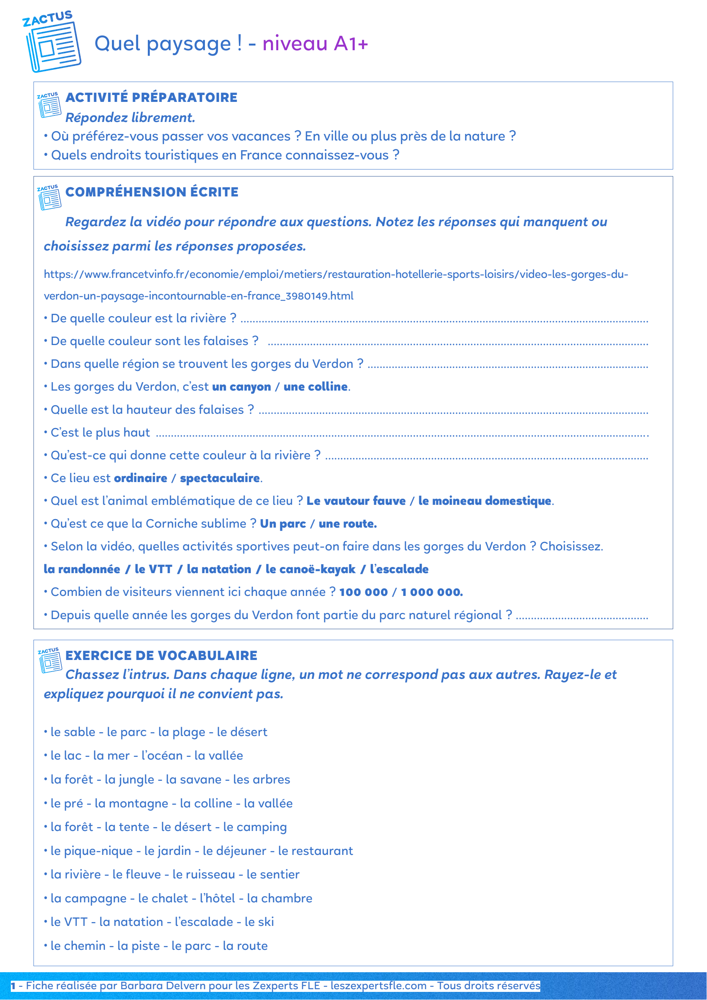 ZACTUS
Quel paysage ! - niveau A1+
ZACTUS
ACTIVITÉ PRÉPARATOIRE
Répondez librement.
• Où préférez-vous passer vos vacances ? En ville ou plus près de la nature ?
• Quels endroits touristiques en France connaissez-vous ?
ZACTUS
COMPRÉHENSION ÉCRITE
Regardez la vidéo pour répondre aux questions. Notez les réponses qui manquent ou
choisissez parmi les réponses proposées.
https://www.francetvinfo.fr/economie/emploi/metiers/restauration-hotellerie-sports-loisirs/video-les-gorges-du-
verdon-un-paysage-incontournable-en-france_3980149.html
• De quelle couleur est la rivière ? ................................................................................
• De quelle couleur sont les falaises ? ................................................................................
• Dans quelle région se trouvent les gorges du Verdon ? ............................................................
• Les gorges du Verdon, c’est un canyon / une colline.
• Quelle est la hauteur des falaises ? ................................................................................
• C’est le plus haut ................................................................................
• Qu’est-ce qui donne cette couleur à la rivière ? ............................................................
• Ce lieu est ordinaire / spectaculaire.
• Quel est l’animal emblématique de ce lieu ? Le vautour fauve / le moineau domestique.
• Qu’est ce que la Corniche sublime ? Un parc / une route.
• Selon la vidéo, quelles activités sportives peut-on faire dans les gorges du Verdon ? Choisissez.
la randonnée / le VTT / la natation / le canoë-kayak / l’escalade
• Combien de visiteurs viennent ici chaque année ? 100 000 / 1 000 000.
• Depuis quelle année les gorges du Verdon font partie du parc naturel régional ? ............................................
ZACTUS
EXERCICE DE VOCABULAIRE
Chassez l’intrus. Dans chaque ligne, un mot ne correspond pas aux autres. Rayez-le et
expliquez pourquoi il ne convient pas.
• le sable - le parc - la plage - le désert
• le lac - la mer - l’océan - la vallée
• la forêt - la jungle - la savane - les arbres
• le pré - la montagne - la colline - la vallée
• la forêt - la tente - le désert - le camping
• le pique-nique - le jardin - le déjeuner - le restaurant
• la rivière - le fleuve - le ruisseau - le sentier
• la campagne - le chalet - l’hôtel - la chambre
• le VTT - la natation - l’escalade - le ski
• le chemin - la piste - le parc - la route
1 - Fiche réalisée par Barbara Delvern pour les Zexperts FLE - leszexpertsfle.com - Tous droits réservés